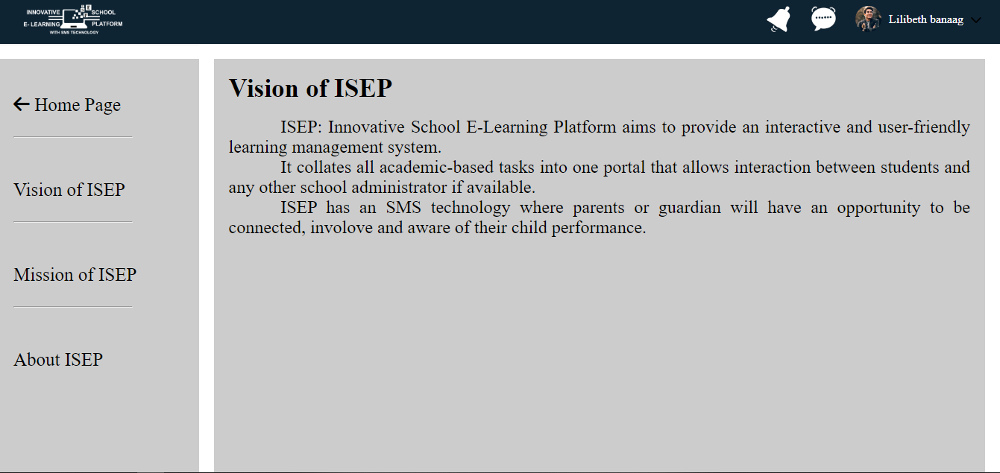 INNOVATIVE SCHOOL
E- LEARNING PLATFORM
WITH SMS TECHNOLOGY
Lilibeth banaag
Home Page
Vision of ISEP
Mission of ISEP
About ISEP
Vision of ISEP
ISEP: Innovative School E-Learning Platform aims to provide an interactive and user-friendly
learning management system.
It collates all academic-based tasks into one portal that allows interaction between students and
any other school administrator if available.
ISEP has an SMS technology where parents or guardian will have an opportunity to be
connected, involove and aware of their child performance.